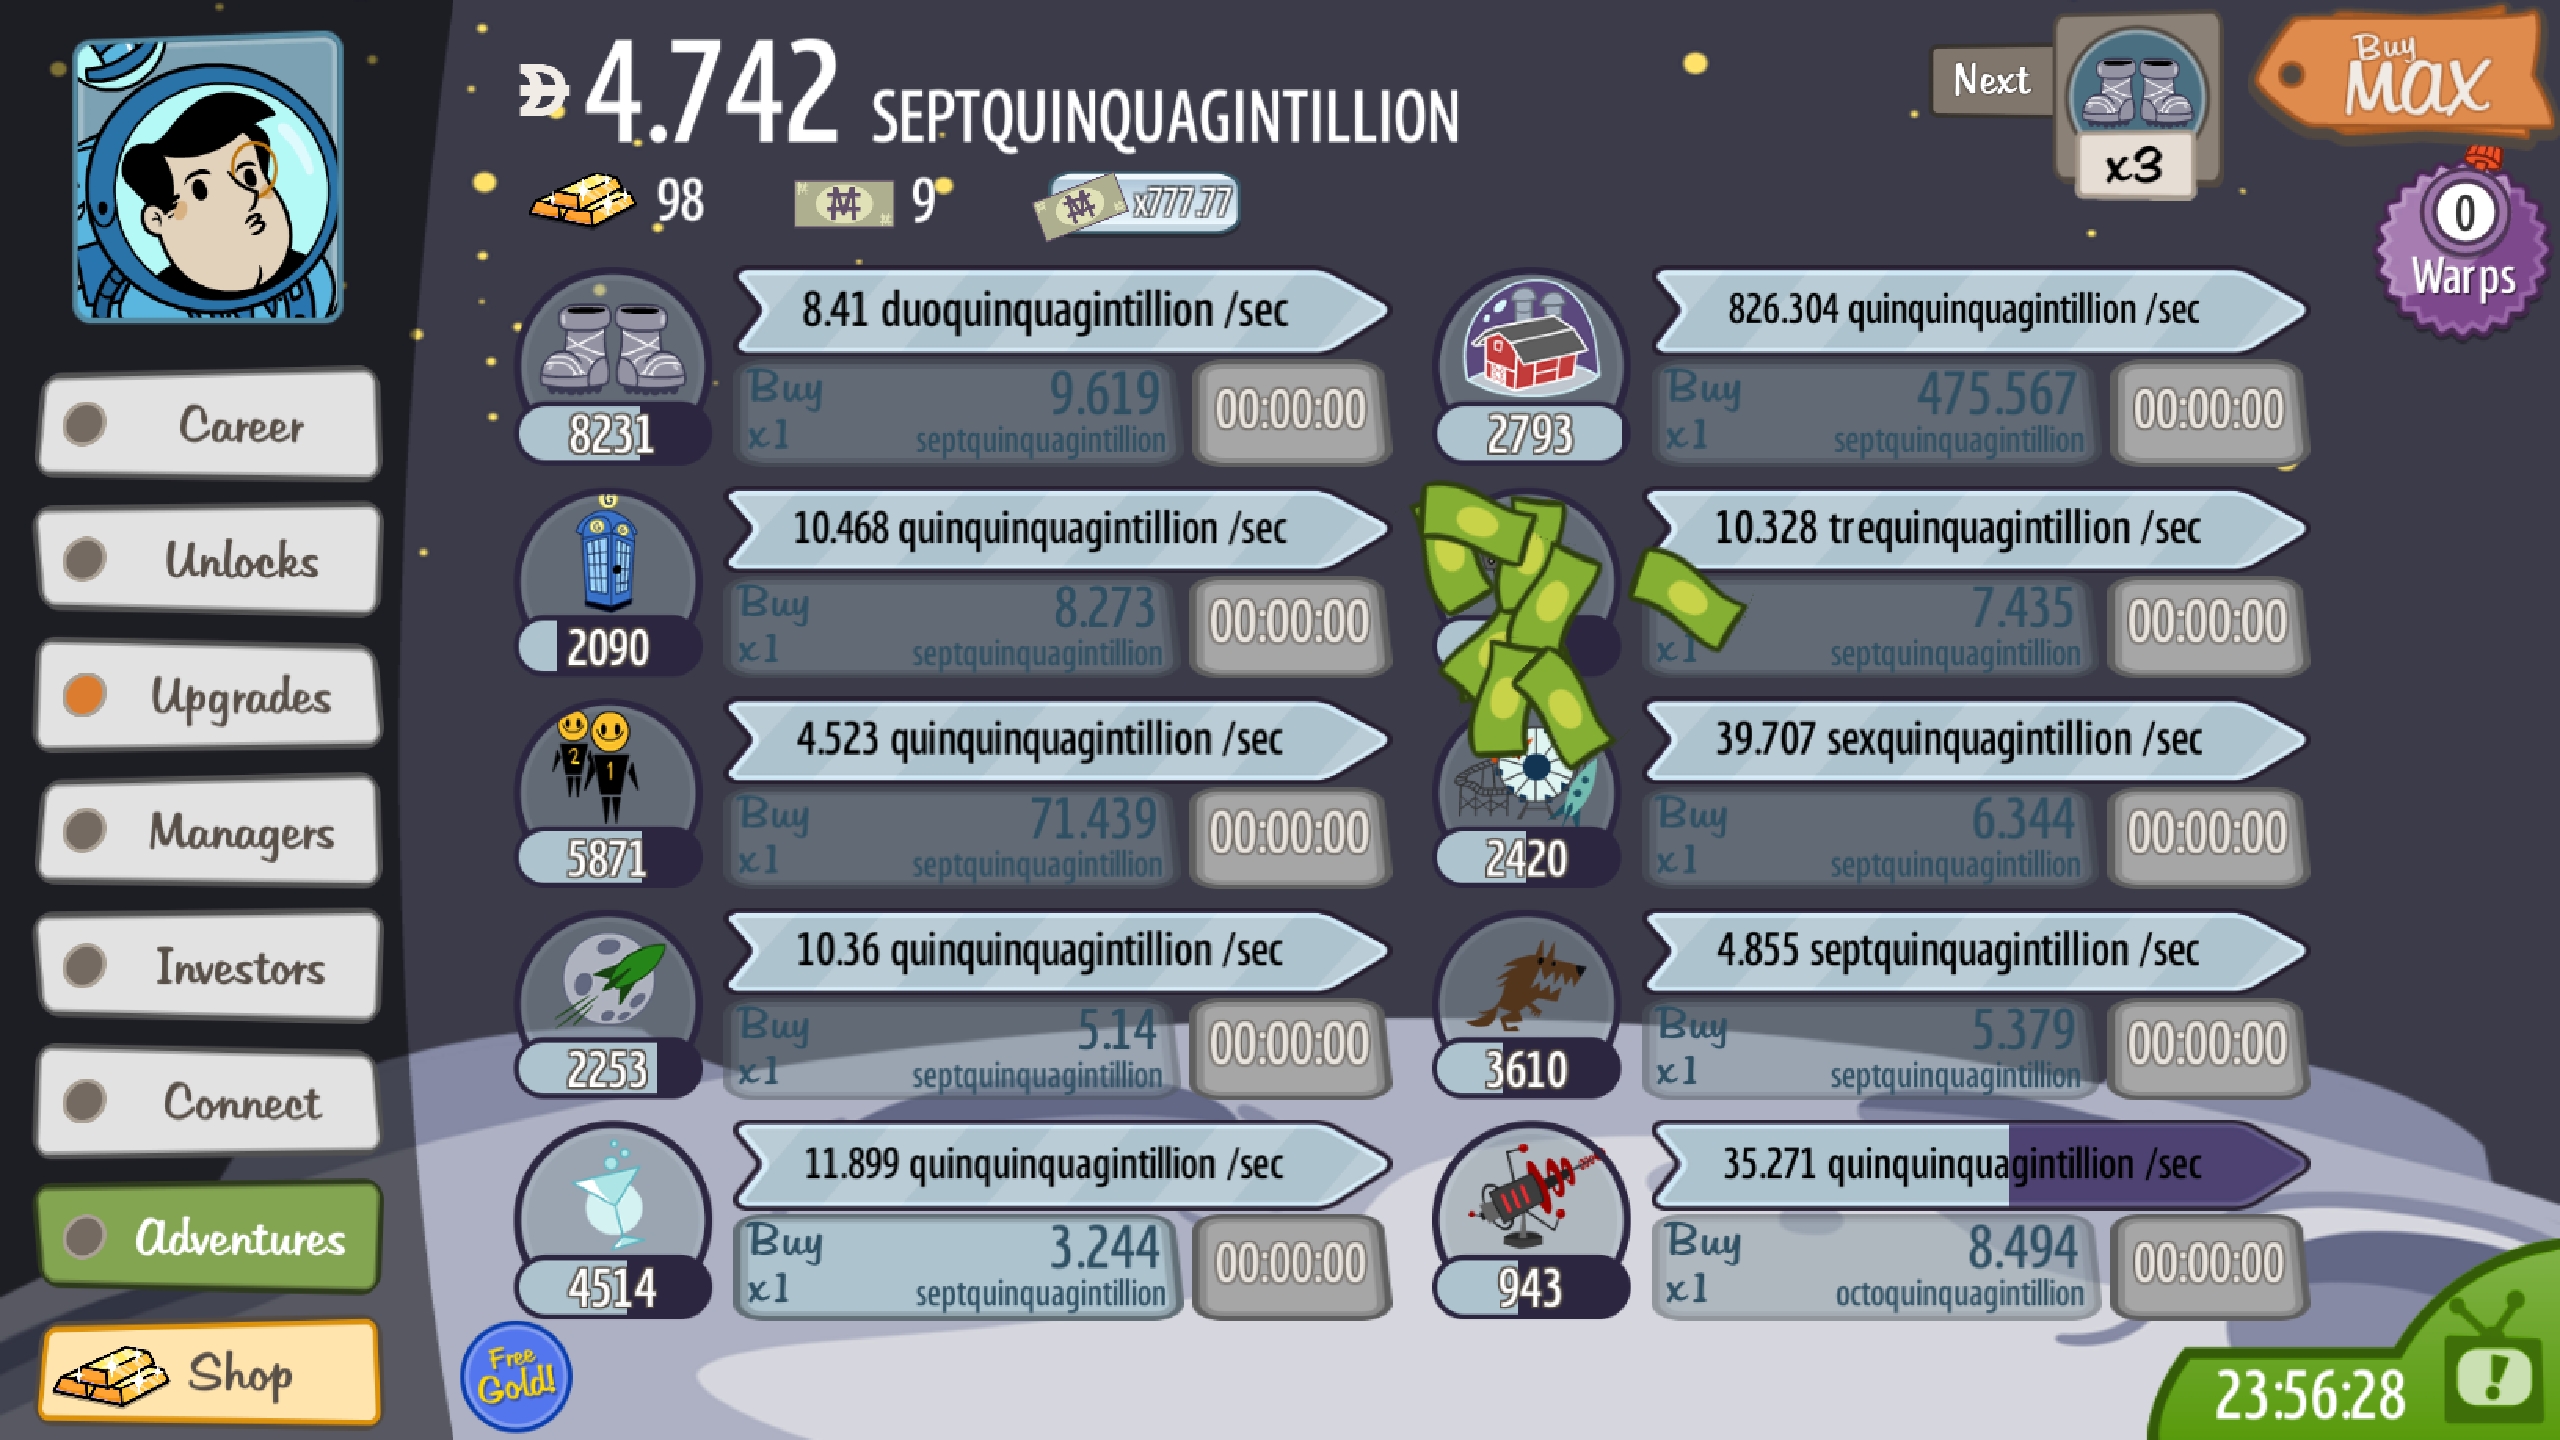 4.742 SEPTQUINQUAGINTILLION
Next
x3
Buy
MAX
98
9
x777.77
0
Warps
Career
Unlocks
Upgrades
Managers
Investors
Connect
Adventures
Shop
8.41 duoquinquagintillion /sec
Buy 9.619
x1 septquinquagintillion
00:00:00
8231
826.304 quinquinquagintillion /sec
Buy 475.567
x1 septquinquagintillion
00:00:00
2793
10.468 quinquinquagintillion /sec
Buy 8.273
x1 septquinquagintillion
00:00:00
2090
10.328 trequinquagintillion /sec
7.435
x1 septquinquagintillion
00:00:00
4.523 quinquinquagintillion /sec
2
1
Buy 71.439
x1 septquinquagintillion
00:00:00
5871
39.707 sexquinquagintillion /sec
Buy 6.344
x1 septquinquagintillion
00:00:00
2420
10.36 quinquinquagintillion /sec
Buy 5.14
x1 septquinquagintillion
00:00:00
2253
4.855 septquinquagintillion /sec
Buy 5.379
x1 septquinquagintillion
00:00:00
3610
11.899 quinquinquagintillion /sec
Buy 3.244
x1 septquinquagintillion
00:00:00
4514
35.271 quinquinquagintillion /sec
Buy 8.494
x1 octoquinquagintillion
00:00:00
943
Free
Gold!
23:56:28
!